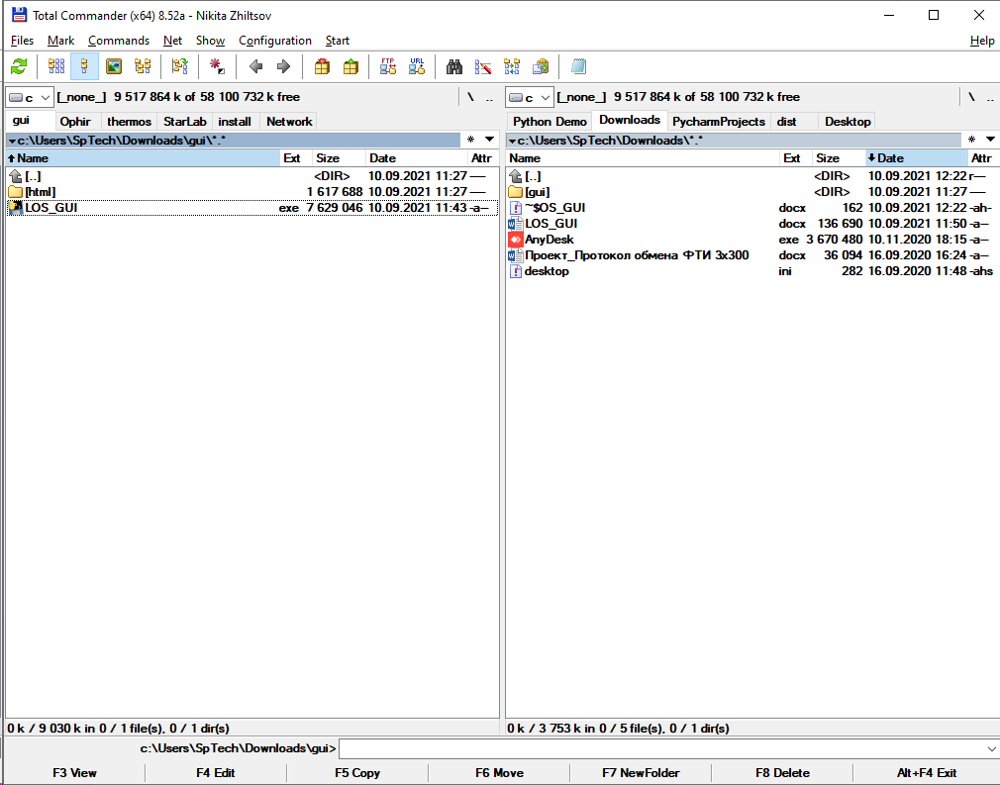 Total Commander (x64) 8.52a - Nikita Zhiltsov
Files Mark Commands Net Show Configuration Start Help
FTP URL
c [_none_] 9 517 864 k of 58 100 732 k free \ ..
c [_none_] 9 517 864 k of 58 100 732 k free \ ..
gui Ophir thermos StarLab install Network
Python Demo Downloads PycharmProjects dist Desktop
c:\Users\SpTech\Downloads\gui\*.* * 
c:\Users\SpTech\Downloads\*.* *
Name Ext Size Date Attr
[..] <DIR> 10.09.2021 11:27 ----
[html] 1 617 688 10.09.2021 11:27 ----
LOS_GUI exe 7 629 046 10.09.2021 11:43 -a--
Name Ext Size Date Attr
[..] <DIR> 10.09.2021 12:22 r---
[gui] <DIR> 10.09.2021 11:27 ----
~$OS_GUI docx 162 10.09.2021 12:22 -ah-
LOS_GUI docx 136 690 10.09.2021 11:50 -a--
AnyDesk exe 3 670 480 10.11.2020 18:15 -a--
Проект_Протокол обмена ФТИ 3х300 docx 36 094 16.09.2020 16:24 -a--
desktop ini 282 16.09.2020 11:48 -ahs
0 k / 9 030 k in 0 / 1 file(s), 0 / 1 dir(s)
0 k / 3 753 k in 0 / 5 file(s), 0 / 1 dir(s)
c:\Users\SpTech\Downloads\gui>
F3 View F4 Edit F5 Copy F6 Move F7 NewFolder F8 Delete Alt+F4 Exit